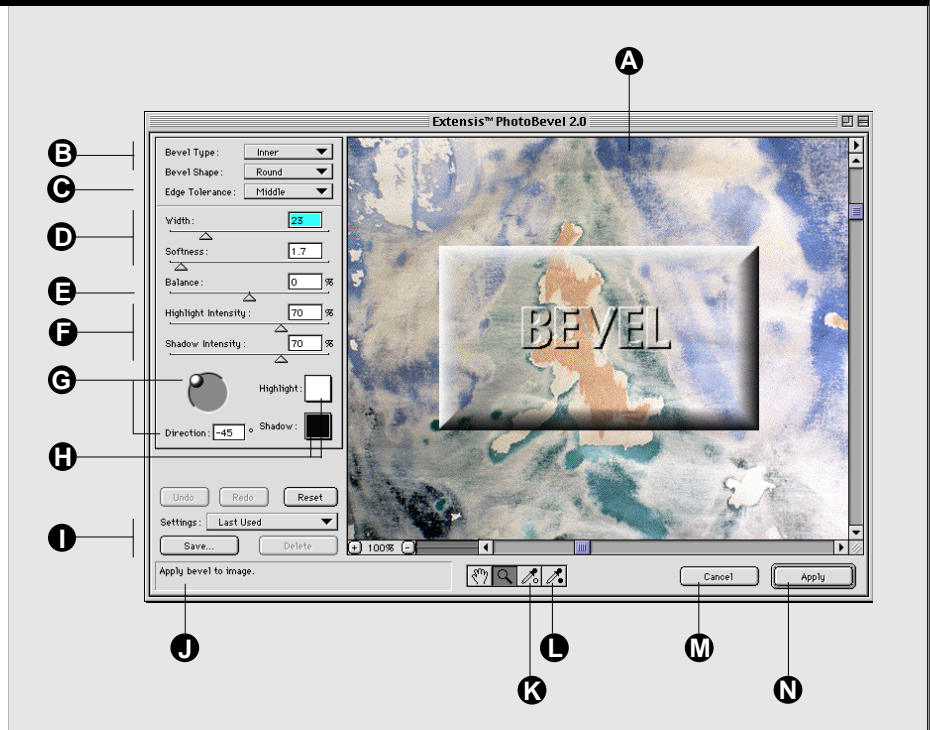 A
Extensis™ PhotoBevel 2.0
B
Bevel Type: Inner
Bevel Shape: Round
C
Edge Tolerance: Middle
D
Width: 23
Softness: 1.7
E
Balance: 0 %
F
Highlight Intensity: 70 %
Shadow Intensity: 70 %
BEVEL
G
Highlight:
Direction: -45 ° Shadow:
H
Undo Redo Reset
I
Settings: Last Used
Save... Delete
100%
Apply bevel to image.
Cancel Apply
J
K
L
M
N